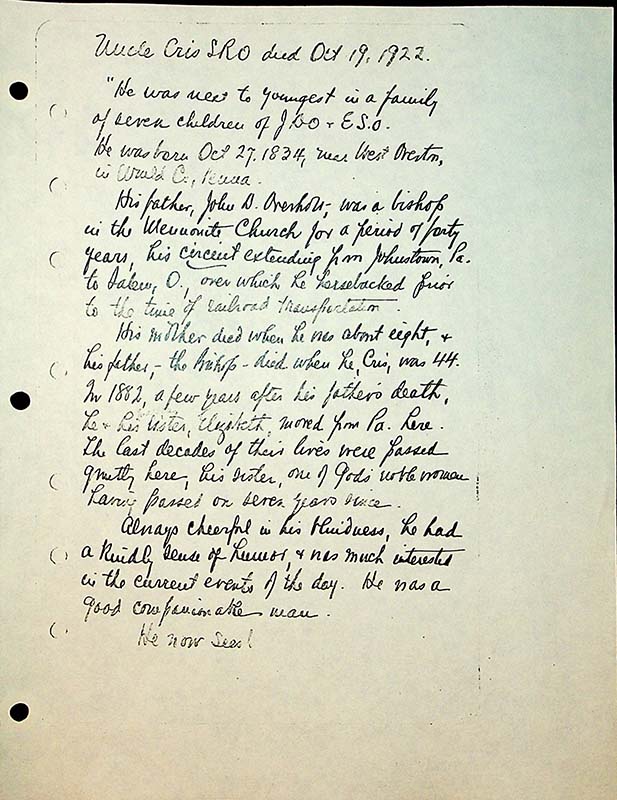 Uncle Cris SRO died Oct 19, 1922.
"He was next to youngest in a family
of seven children of JDO + E.S.O.
He was born Oct 27, 1834, near West Overton,
in Co., Penna.
His father, John D. Overholt, was a bishop
in the Mennonite Church for a period of forty
years, his circuit extending from Johnstown, Pa.
to Salem, O., over which he horsebacked prior
to the time of railroad transportation.
His mother died when he was about eight, +
his father, - the Bishop - died when he, Cris, was 44.
In 1882, a few years after his father's death,
he + his sister, Elizabeth, moved from Pa. here.
The last decades of their lives were passed
quietly here, his sister, one of God's noble women
having passed on seven years since.
Always cheerful in his blindness, he had
a kindly sense of humor, + was much interested
in the current events of the day. He was a
good companionable man.
He now sees!